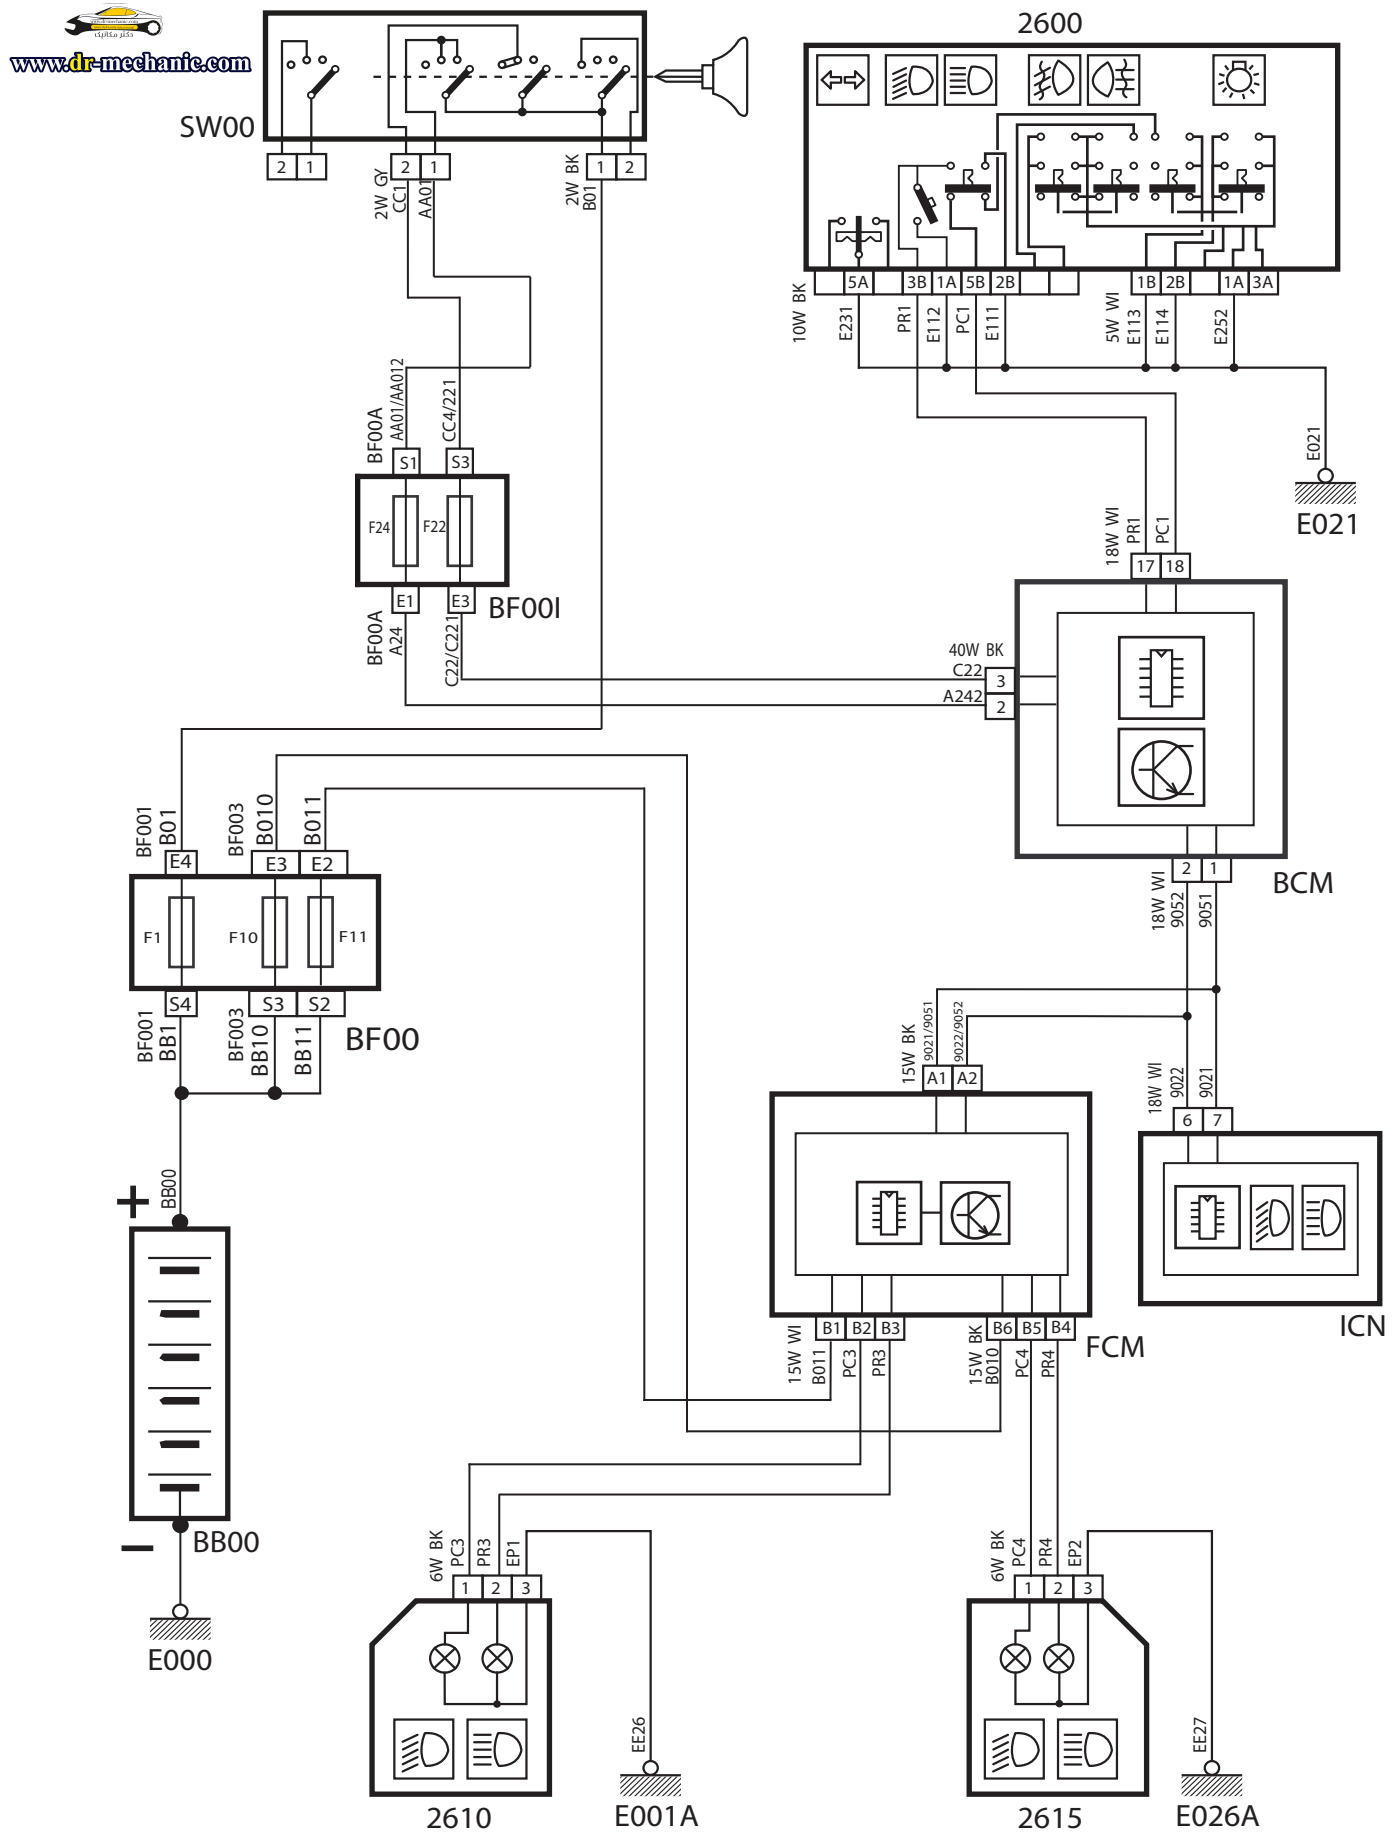 دکتر مکانیک
www.dr-mechanic.com
SW00
2 1
2 1
1 2
2W GY
CC1
AA01
2W BK
B01
2600
5A 3B 1A 5B 2B
1B 2B 1A 3A
10W BK
E231
PR1
E112
PC1
E111
5W WI
E113
E114
E252
E021
E021
BF00A
AA01/AA012
CC4/221
S1 S3
F24 F22
E1 E3
BF00I
BF00A
A24
C22/C221
18W WI
PR1
PC1
17 18
40W BK
C22
3
A242
2
2 1
BCM
18W WI
9052
9051
BF001
B01
BF003
B010
B011
E4 E3 E2
F1 F10 F11
S4 S3 S2
BF00
BF001
BB1
BF003
BB10
BB11
15W BK
9021/9051
9022/9052
A1 A2
18W WI
9022
9021
6 7
ICN
BB00
+
−
BB00
E000
B1 B2 B3
B6 B5 B4
FCM
15W WI
B011
PC3
PR3
15W BK
B010
PC4
PR4
6W BK
PC3
PR3
EP1
1 2 3
2610
EE26
E001A
6W BK
PC4
PR4
EP2
1 2 3
2615
EE27
E026A